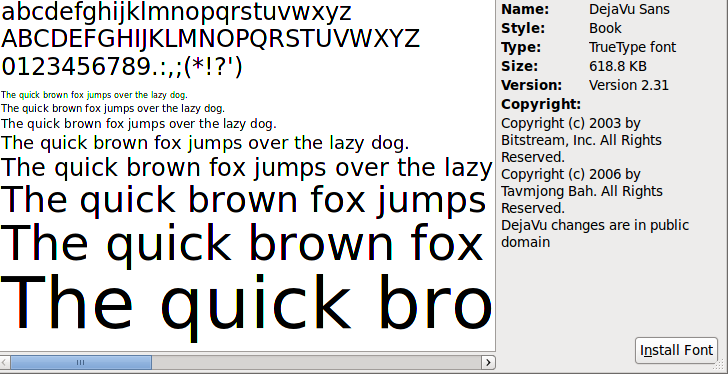 abcdefghijklmnopqrstuvwxyz
ABCDEFGHIJKLMNOPQRSTUVWXYZ
0123456789.:,;(*!?')
The quick brown fox jumps over the lazy dog.
The quick brown fox jumps over the lazy dog.
The quick brown fox jumps over the lazy dog.
The quick brown fox jumps over the lazy dog.
The quick brown fox jumps over the lazy
The quick brown fox jumps
The quick brown fox
The quick bro
Name: DejaVu Sans
Style: Book
Type: TrueType font
Size: 618.8 KB
Version: Version 2.31
Copyright:
Copyright (c) 2003 by
Bitstream, Inc. All Rights
Reserved.
Copyright (c) 2006 by
Tavmjong Bah. All Rights
Reserved.
DejaVu changes are in public
domain
Install Font